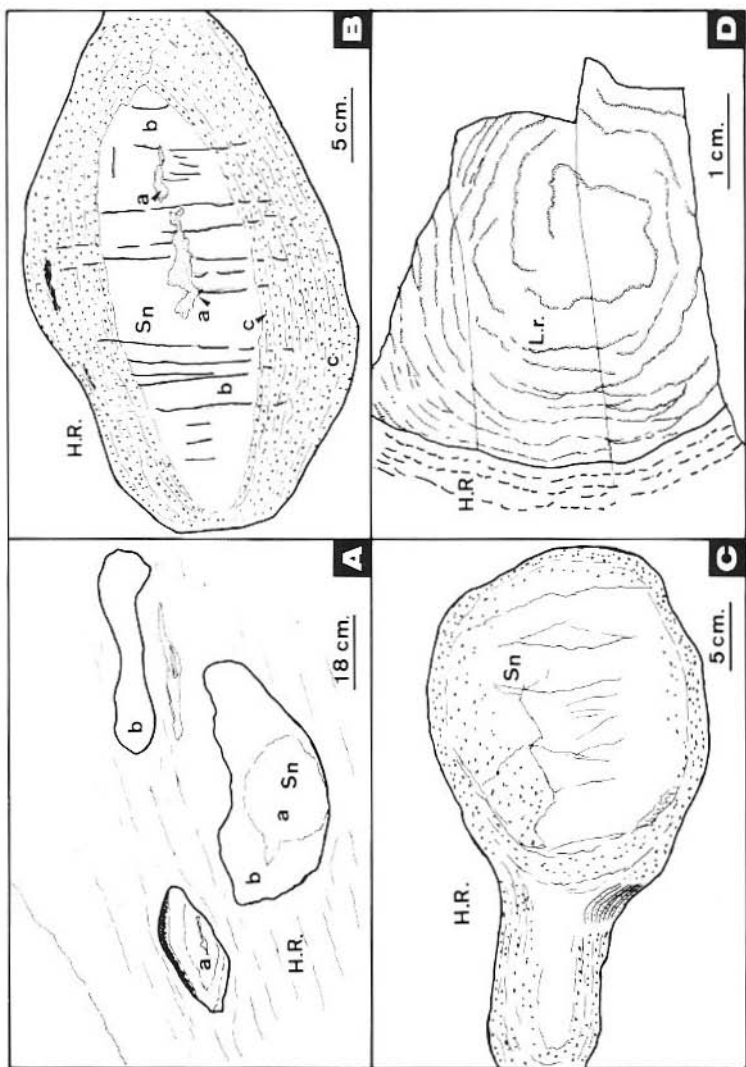 b
a
b a Sn
H.R.
18 cm.
A
H.R.
Sn a b
a
b
c
c
5 cm.
B
H.R.
Sn
5 cm.
C
H.R
L.r.
1 cm.
D